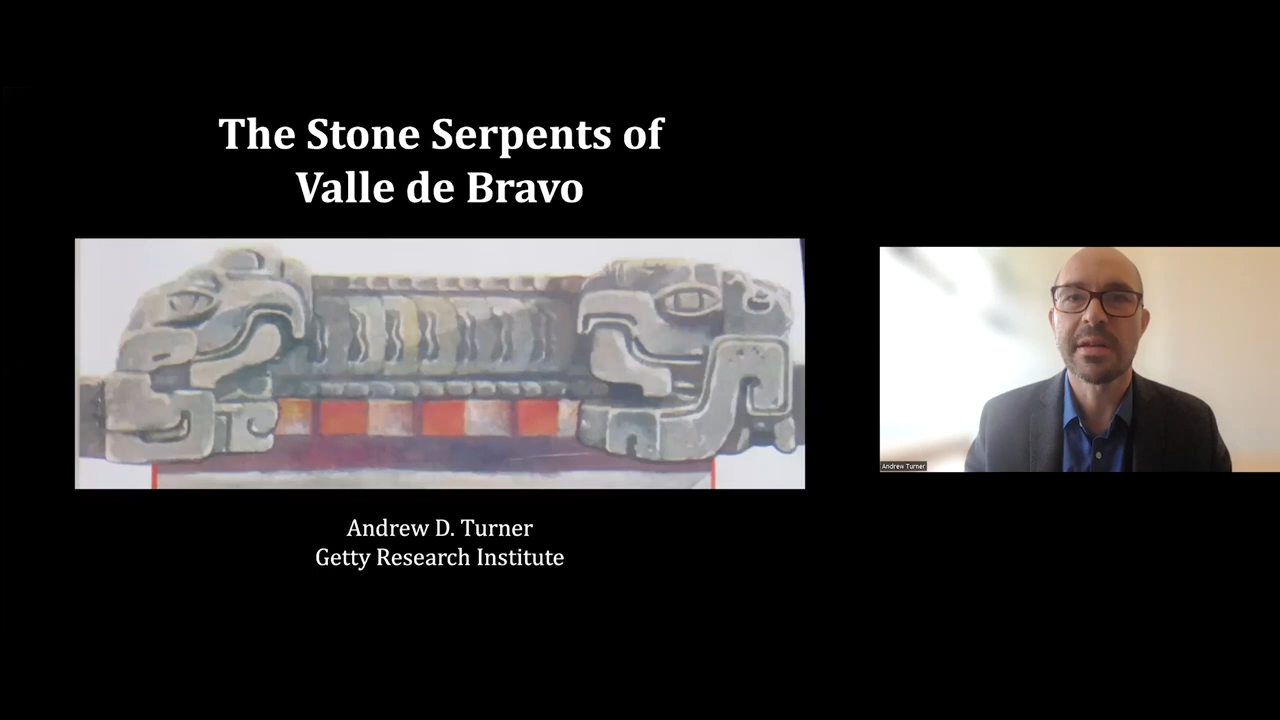 The Stone Serpents of
Valle de Bravo
Andrew D. Turner
Getty Research Institute
Andrew Turner